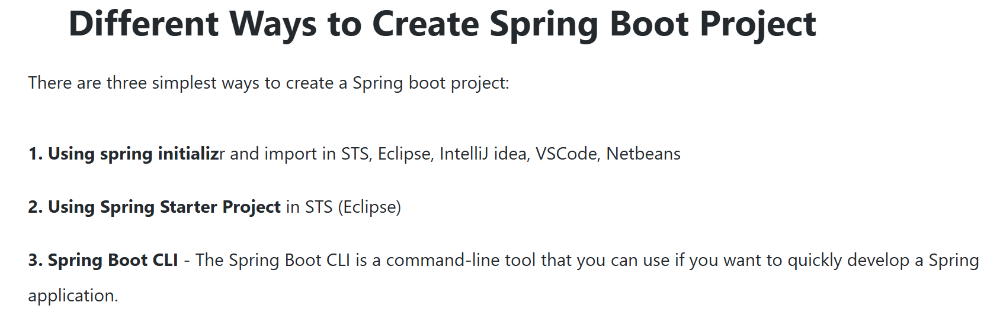 Different Ways to Create Spring Boot Project
There are three simplest ways to create a Spring boot project:
1. Using spring initializr and import in STS, Eclipse, IntelliJ idea, VSCode, Netbeans
2. Using Spring Starter Project in STS (Eclipse)
3. Spring Boot CLI - The Spring Boot CLI is a command-line tool that you can use if you want to quickly develop a Spring
application.